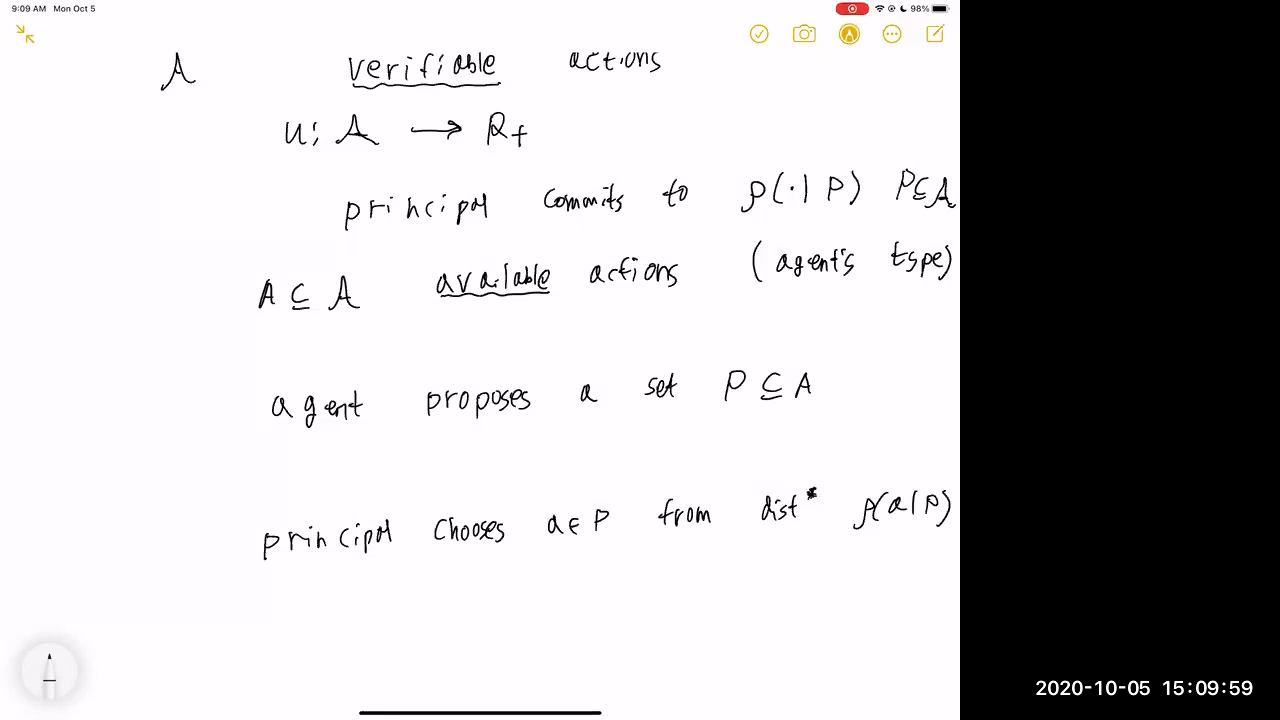 9:09 AM Mon Oct 5
98%
𝒜 verifiable actions
u: 𝒜 → ℝ+
principal commits to ρ(·|P) P⊆𝒜
A ⊆ 𝒜 available actions (agent's type)
agent proposes a set P ⊆ A
principal chooses a∈P from dist* ρ(a|P)
2020-10-05 15:09:59